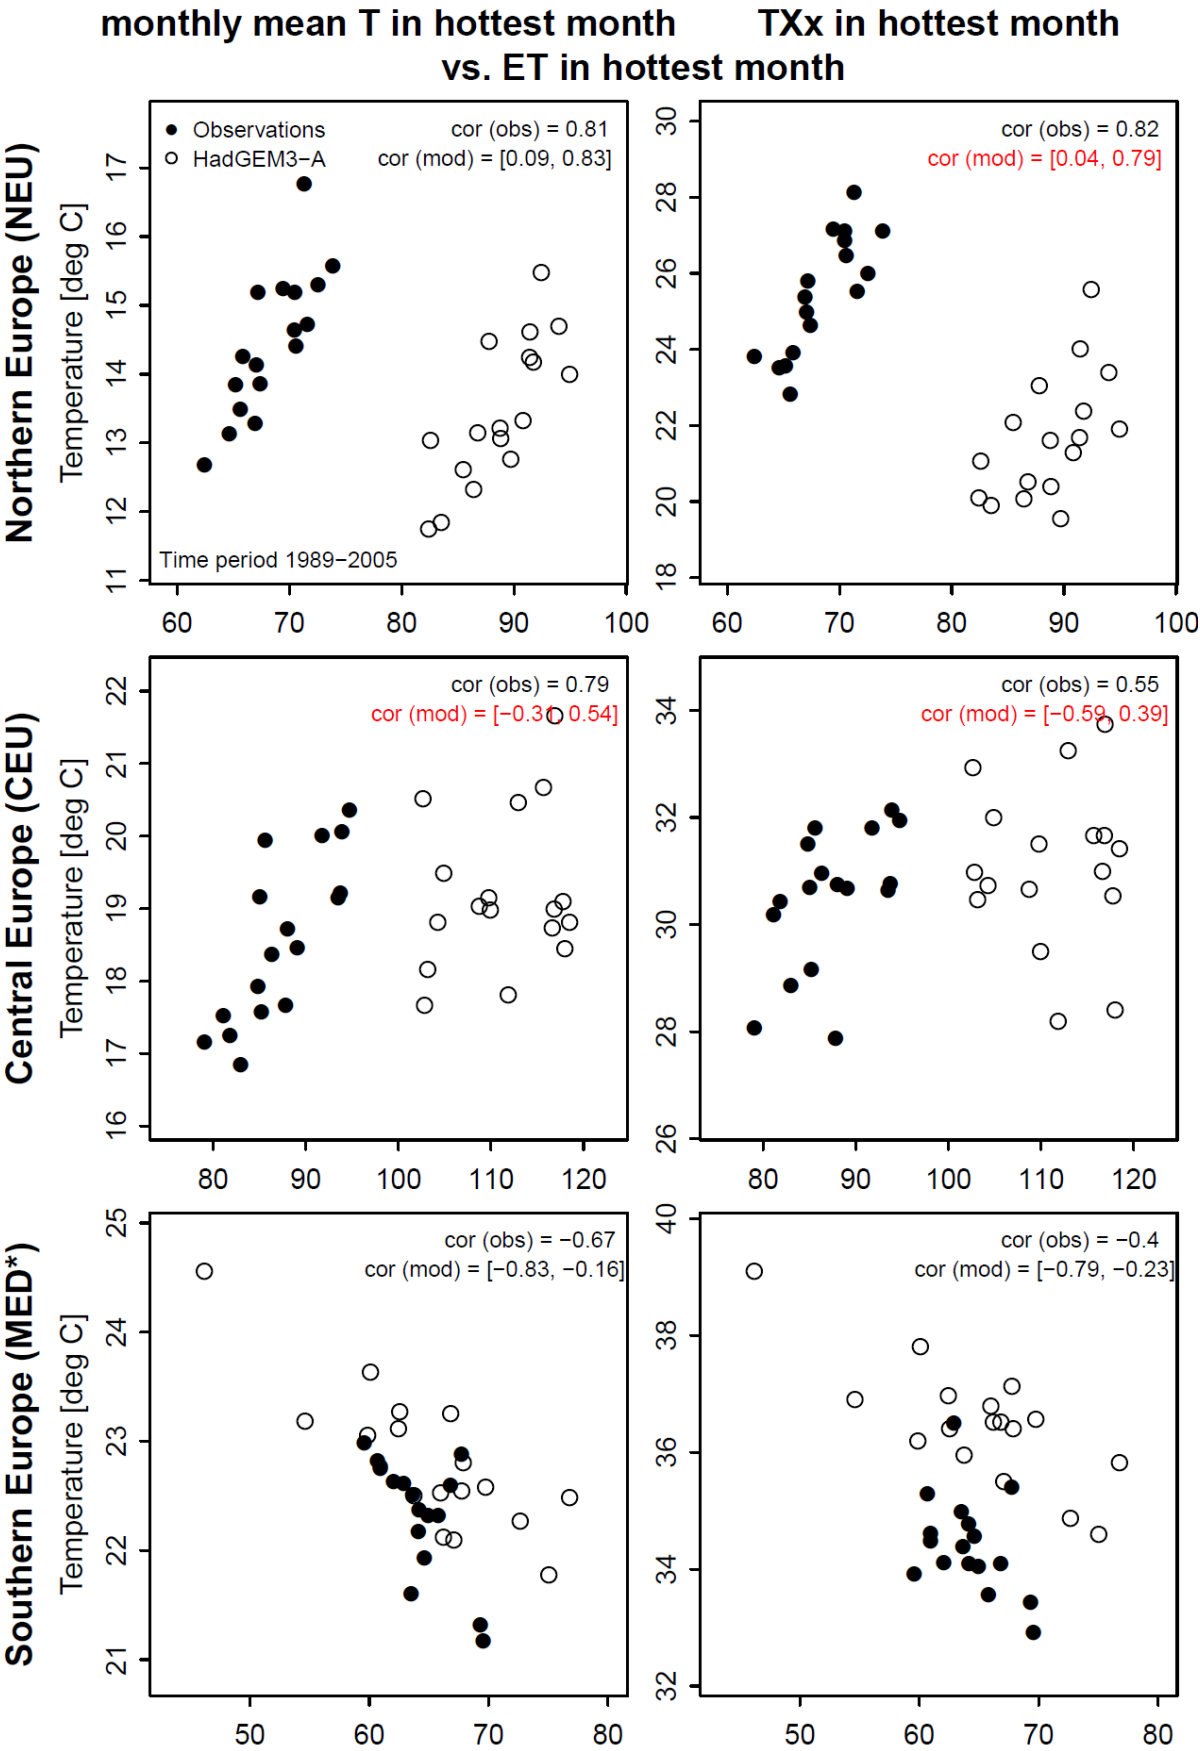 monthly mean T in hottest month TXx in hottest month
vs. ET in hottest month
Northern Europe (NEU)
Temperature [deg C]
17
16
15
14
13
12
11
Observations
HadGEM3−A
cor (obs) = 0.81
cor (mod) = [0.09, 0.83]
Time period 1989−2005
60 70 80 90 100
30
28
26
24
22
20
18
cor (obs) = 0.82
cor (mod) = [0.04, 0.79]
60 70 80 90 100
Central Europe (CEU)
Temperature [deg C]
22
21
20
19
18
17
16
cor (obs) = 0.79
cor (mod) = [−0.31, 0.54]
80 90 100 110 120
34
32
30
28
26
cor (obs) = 0.55
cor (mod) = [−0.59, 0.39]
80 90 100 110 120
Southern Europe (MED*)
Temperature [deg C]
25
24
23
22
21
cor (obs) = −0.67
cor (mod) = [−0.83, −0.16]
50 60 70 80
40
38
36
34
32
cor (obs) = −0.4
cor (mod) = [−0.79, −0.23]
50 60 70 80